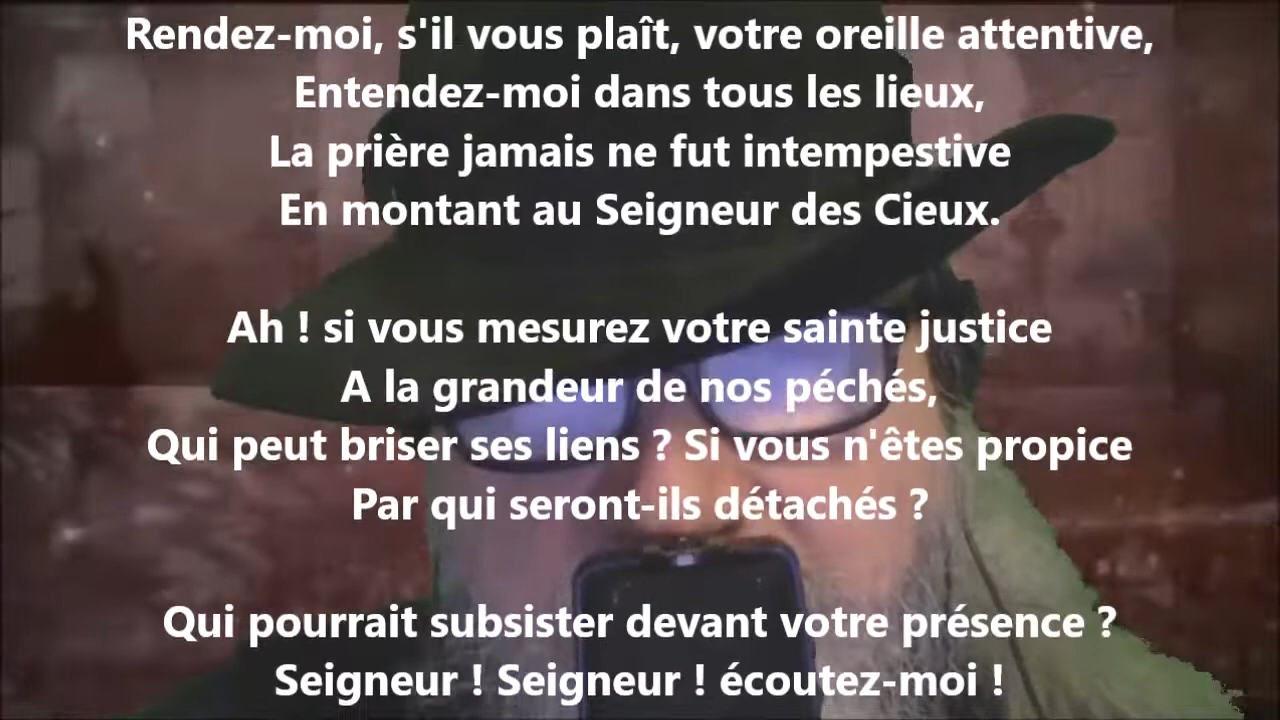 Rendez-moi, s'il vous plaît, votre oreille attentive,
Entendez-moi dans tous les lieux,
La prière jamais ne fut intempestive
En montant au Seigneur des Cieux.
Ah ! si vous mesurez votre sainte justice
A la grandeur de nos péchés,
Qui peut briser ses liens ? Si vous n'êtes propice
Par qui seront-ils détachés ?
Qui pourrait subsister devant votre présence ?
Seigneur ! Seigneur ! écoutez-moi !